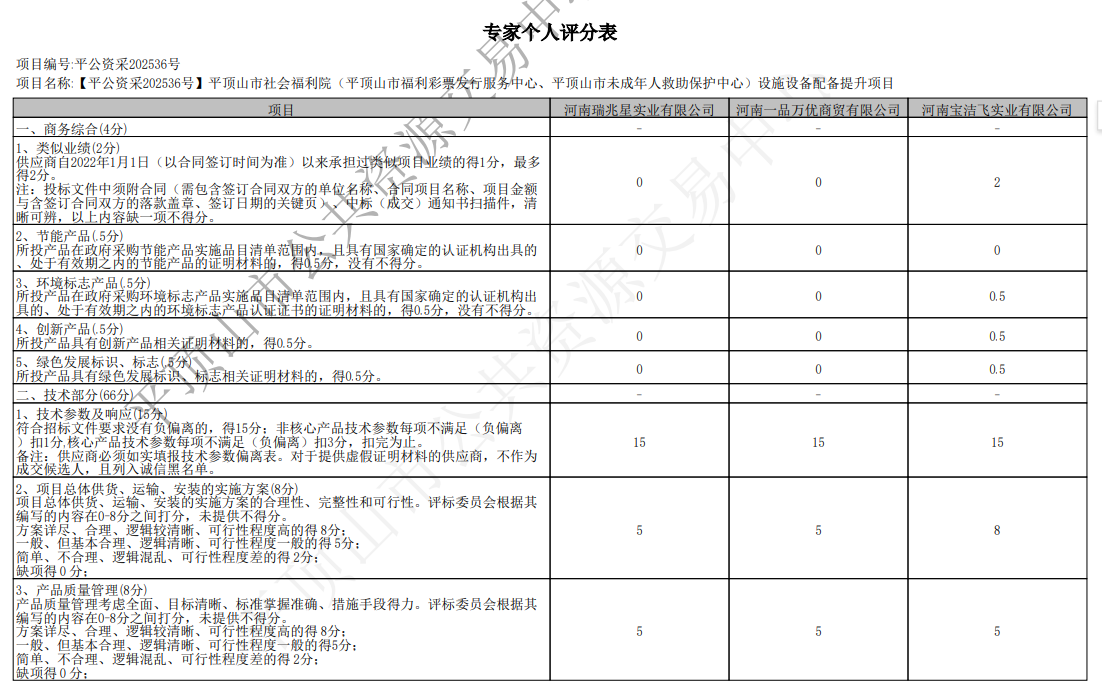 专家个人评分表
项目编号:平公资采202536号
项目名称:【平公资采202536号】平顶山市社会福利院（平顶山市福利彩票发行服务中心、平顶山市未成年人救助保护中心）设施设备配备提升项目
项目 河南瑞兆星实业有限公司 河南一品万优商贸有限公司 河南宝洁飞实业有限公司
一、商务综合(4分) - - -
1、类似业绩(2分)
供应商自2022年1月1日（以合同签订时间为准）以来承担过类似项目业绩的得1分，最多
得2分。
注：投标文件中须附合同（需包含签订合同双方的单位名称、合同项目名称、项目金额
与含签订合同双方的落款盖章、签订日期的关键页）、中标（成交）通知书扫描件，清
晰可辨，以上内容缺一项不得分。
0 0 2
2、节能产品(.5分)
所投产品在政府采购节能产品实施品目清单范围内，且具有国家确定的认证机构出具的
、处于有效期之内的节能产品的证明材料的，得0.5分，没有不得分。
0 0 0
3、环境标志产品(.5分)
所投产品在政府采购环境标志产品实施品目清单范围内，且具有国家确定的认证机构出
具的、处于有效期之内的环境标志产品认证证书的证明材料的，得0.5分，没有不得分。
0 0 0.5
4、创新产品(.5分)
所投产品具有创新产品相关证明材料的，得0.5分。
0 0 0.5
5、绿色发展标识、标志(.5分)
所投产品具有绿色发展标识、标志相关证明材料的，得0.5分。
0 0 0.5
二、技术部分(66分) - - -
1、技术参数及响应(15分)
符合招标文件要求没有负偏离的，得15分；非核心产品技术参数每项不满足（负偏离
）扣1分,核心产品技术参数每项不满足（负偏离）扣3分，扣完为止。
备注：供应商必须如实填报技术参数偏离表。对于提供虚假证明材料的供应商，不作为
成交候选人，且列入诚信黑名单。
15 15 15
2、项目总体供货、运输、安装的实施方案(8分)
项目总体供货、运输、安装的实施方案的合理性、完整性和可行性。评标委员会根据其
编写的内容在0-8分之间打分，未提供不得分。
方案详尽、合理、逻辑较清晰、可行性程度高的得 8分；
一般、但基本合理、逻辑清晰、可行性程度一般的得 5分；
简单、不合理、逻辑混乱、可行性程度差的得 2分；
缺项得 0 分；
5 5 8
3、产品质量管理(8分)
产品质量管理考虑全面、目标清晰、标准掌握准确、措施手段得力。评标委员会根据其
编写的内容在0-8分之间打分，未提供不得分。
方案详尽、合理、逻辑较清晰、可行性程度高的得 8分；
一般、但基本合理、逻辑清晰、可行性程度一般的得5分；
简单、不合理、逻辑混乱、可行性程度差的得 2分；
缺项得 0 分；
5 5 5
平顶山市公共资源交易中
平顶山市公共资源交易中